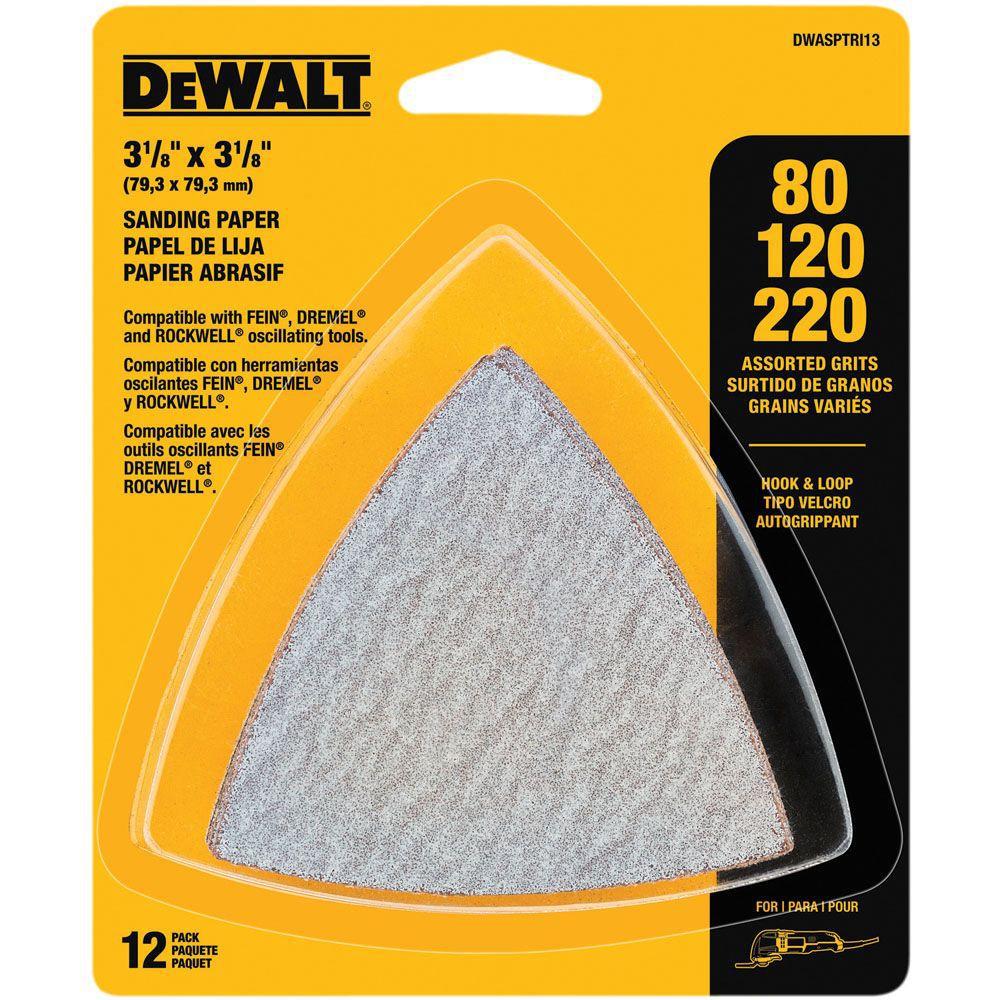 DWASPTRI13
DEWALT®
3 1/8" x 3 1/8"
(79,3 x 79,3 mm)
SANDING PAPER
PAPEL DE LIJA
PAPIER ABRASIF
Compatible with FEIN®, DREMEL®
and ROCKWELL® oscillating tools.
Compatible con herramientas
oscilantes FEIN®, DREMEL®
y ROCKWELL®.
Compatible avec les
outils oscillants FEIN®
DREMEL® et
ROCKWELL®.
80
120
220
ASSORTED GRITS
SURTIDO DE GRANOS
GRAINS VARIÉS
HOOK & LOOP
TIPO VELCRO
AUTOGRIPPANT
12 PACK
PAQUETE
PAQUET
FOR | PARA | POUR